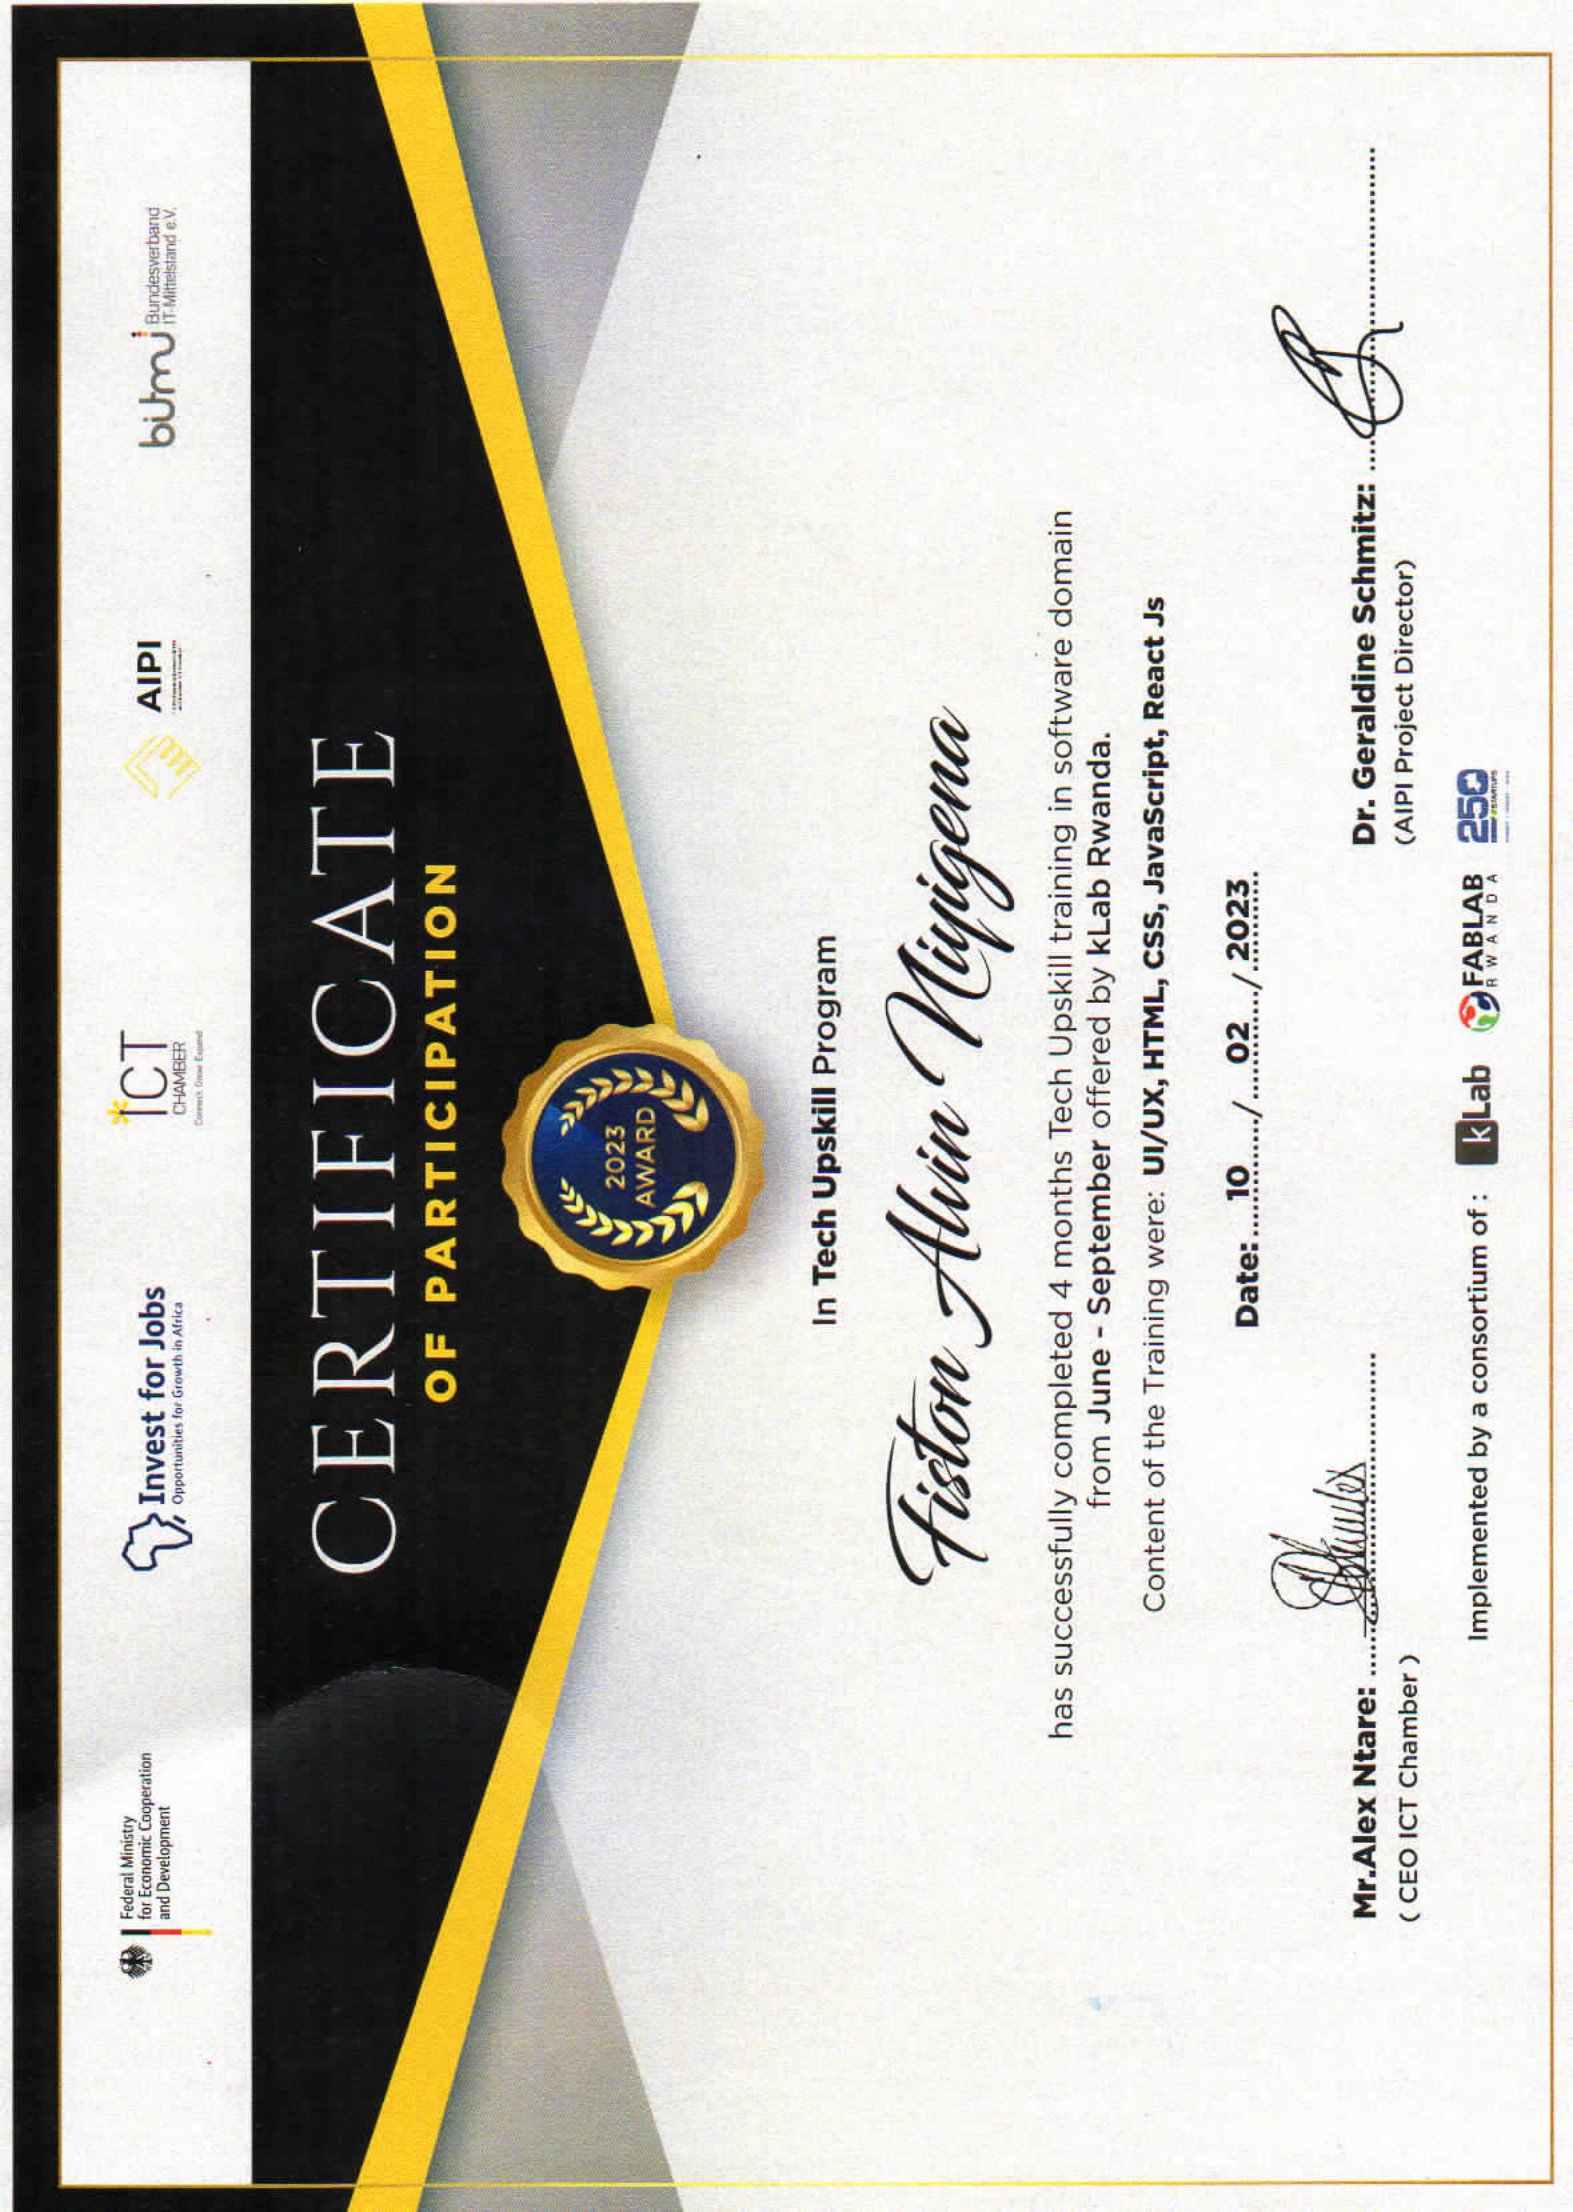 Federal Ministry
for Economic Cooperation
and Development
Invest for Jobs
Opportunities for Growth in Africa
ICT
CHAMBER
Connect Grow Expand
AIPI
bitmi
Bundesverband
IT-Mittelstand e.V.
CERTIFICATE
OF PARTICIPATION
2023
AWARD
In Tech Upskill Program
Fiston Alvin Niyigena
has successfully completed 4 months Tech Upskill training in software domain
from June - September offered by kLab Rwanda.
Content of the Training were: UI/UX, HTML, CSS, JavaScript, React Js
Date:....10....../....02..../.2023.
Mr.Alex Ntare: ....................
( CEO ICT Chamber )
Dr. Geraldine Schmitz: ....................
(AIPI Project Director)
Implemented by a consortium of :
kLab
FABLAB
RWANDA
250
STARTUPS